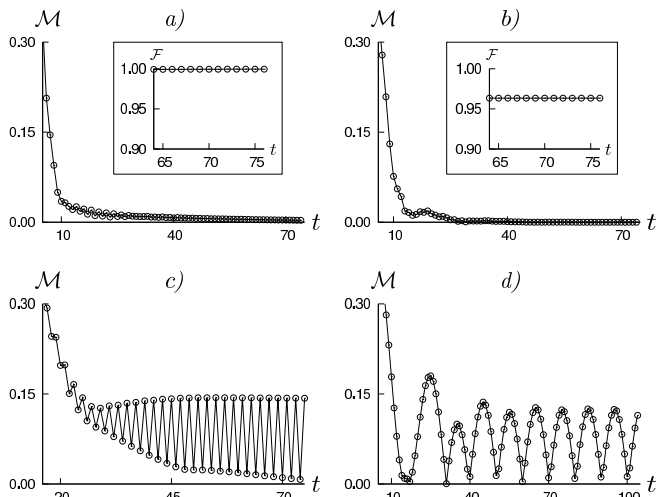 ℳ a) ℳ b)
0.30 0.30
ℱ ℱ
1.00 1.00
0.95 0.95
0.15 0.15
0.90 t 0.90 t
65 70 75 65 70 75
0.00 0.00
10 40 70 t 10 40 70 t
ℳ c) ℳ d)
0.30 0.30
0.15 0.15
0.00 0.00
20 45 70 t 10 40 70 100 t